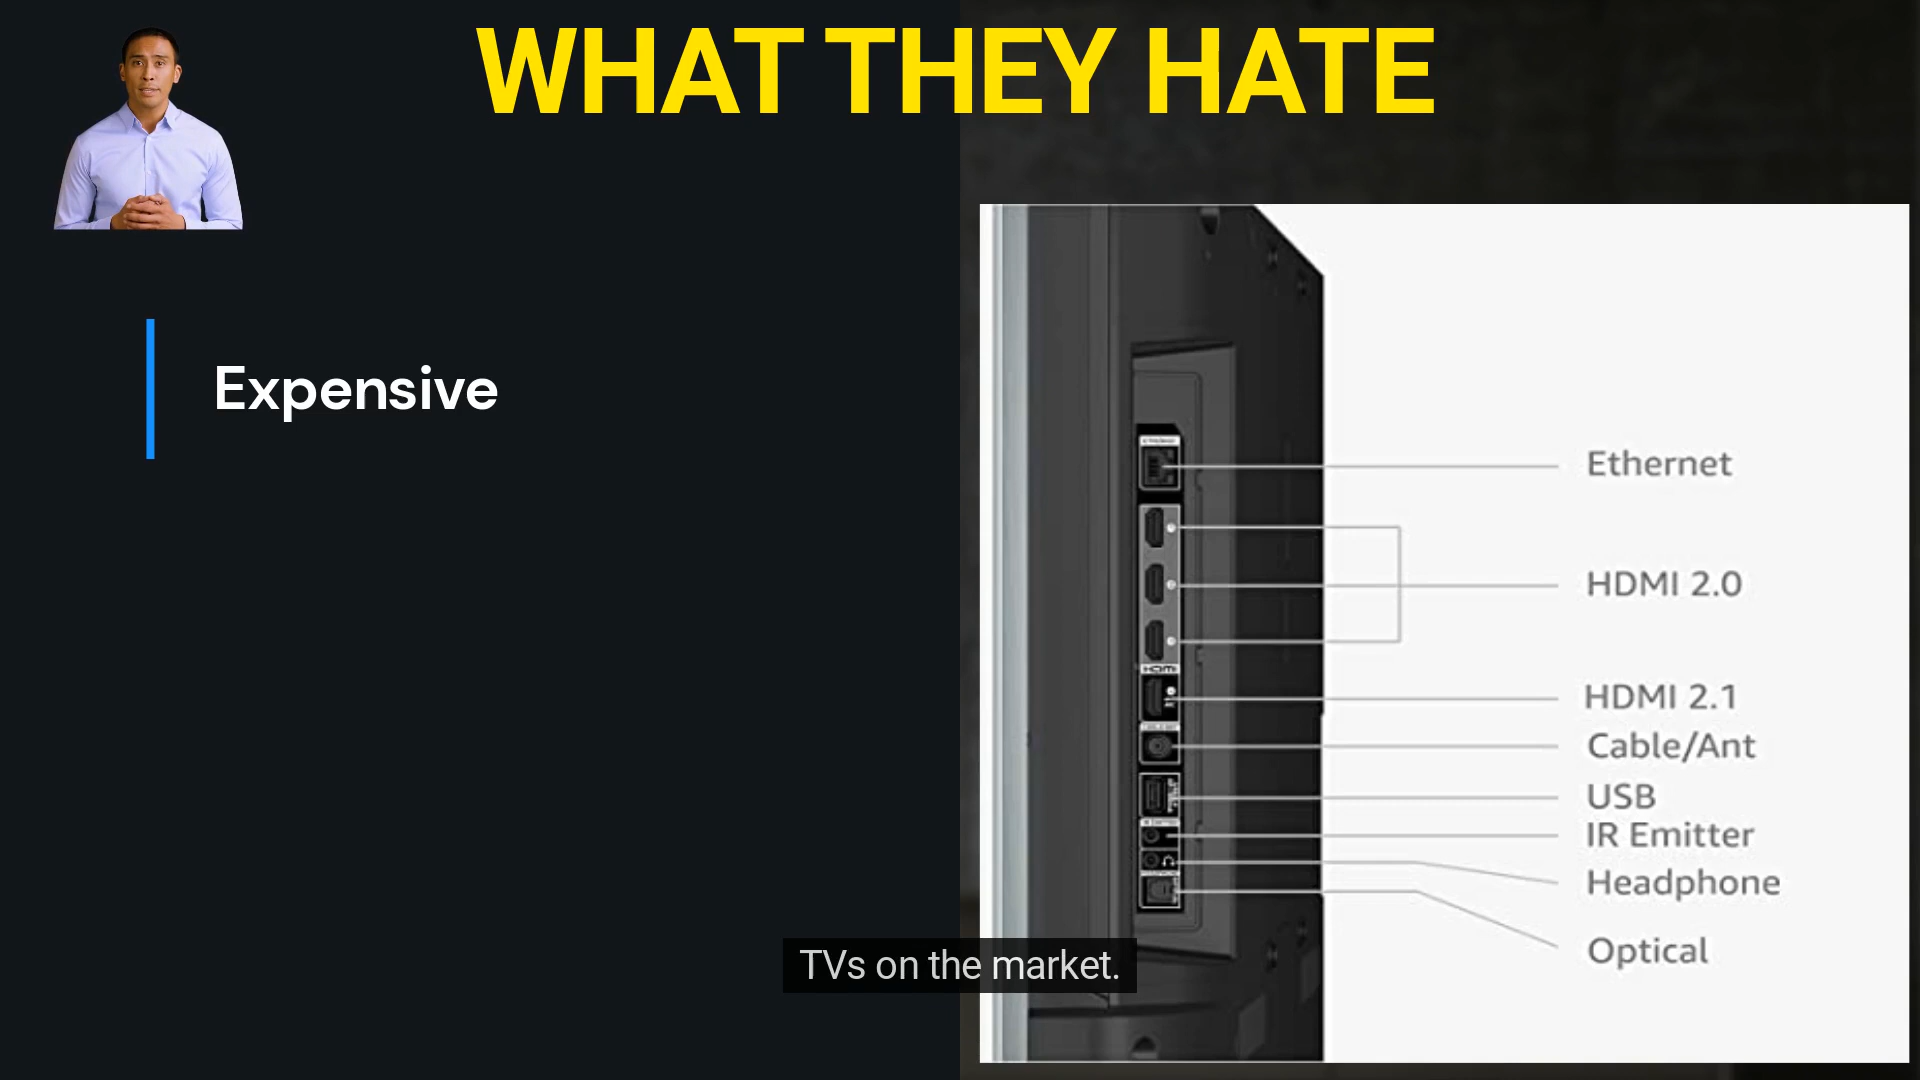 WHAT THEY HATE
Expensive
Ethernet
HDMI 2.0
HDMI
HDMI 2.1
Cable/Ant
USB
IR Emitter
Headphone
Optical
TVs on the market.